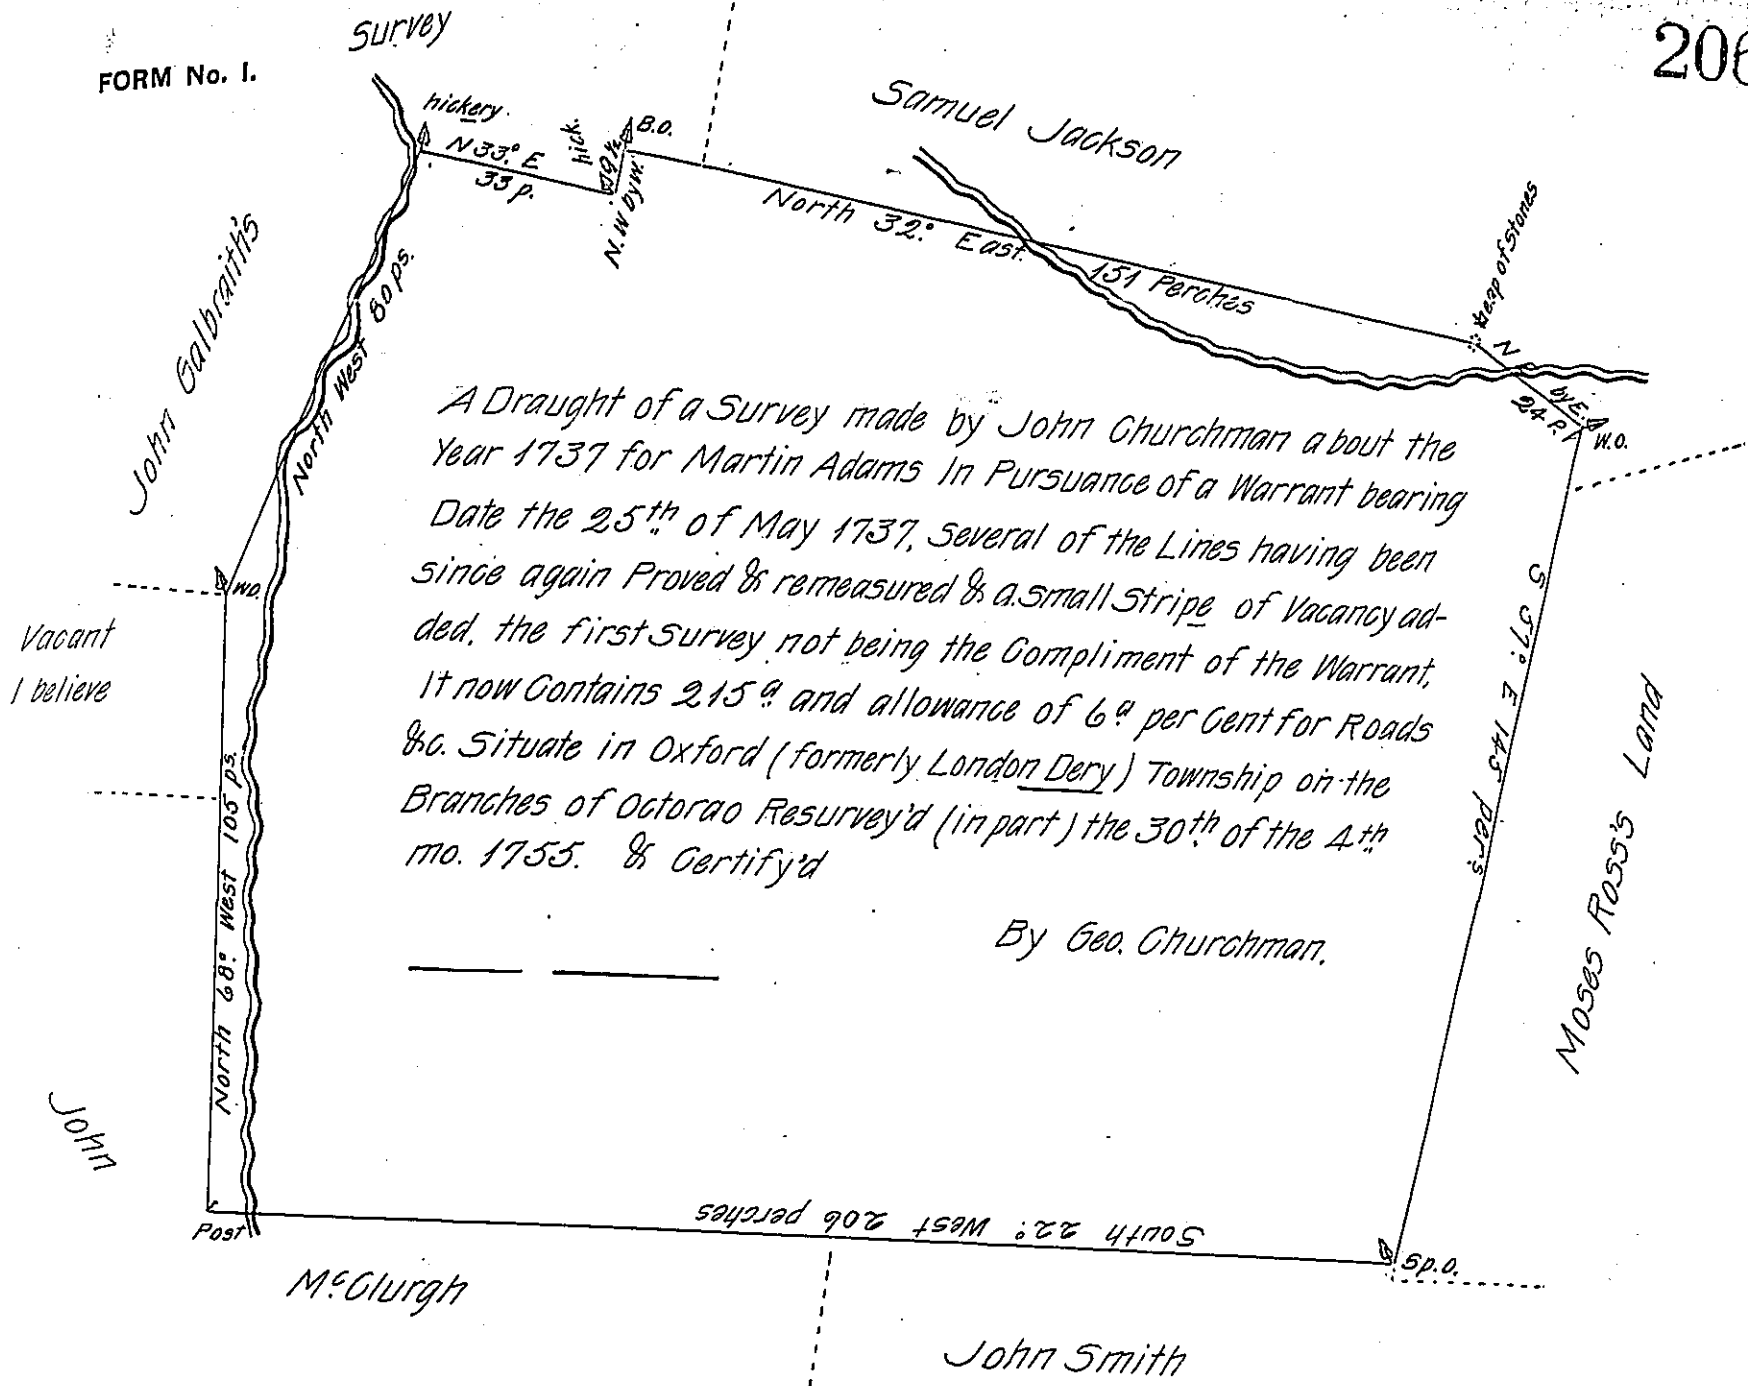 Survey
FORM No. 1.
206
hickery.
N 33° E
33 p.
hick.
9½
N.W by W.
B.O.
Samuel Jackson
North 32° East.
151 Perches
heap of stones
by E.
24 P.
W.O.
John Galbraith's
North West 80 ps.
W.O.
Vacant
I believe
North 68° West 105 ps.
A Draught of a Survey made by John Churchman about the
Year 1737 for Martin Adams In Pursuance of a Warrant bearing
Date the 25th of May 1737, Several of the Lines having been
since again Proved & remeasured & a small Stripe of Vacancy ad-
ded, the first Survey not being the Compliment of the Warrant,
It now Contains 215a and allowance of 6a per Cent for Roads
&c. Situate in Oxford (formerly London Dery) Township on the
Branches of Octorao Resurvey'd (in part) the 30th of the 4th
mo. 1755. & Certify'd
By Geo. Churchman.
S 57° E 145 pers
Moses Ross's Land
John
McClurgh
Post
South 22° West 206 perches
Sp.O.
John Smith